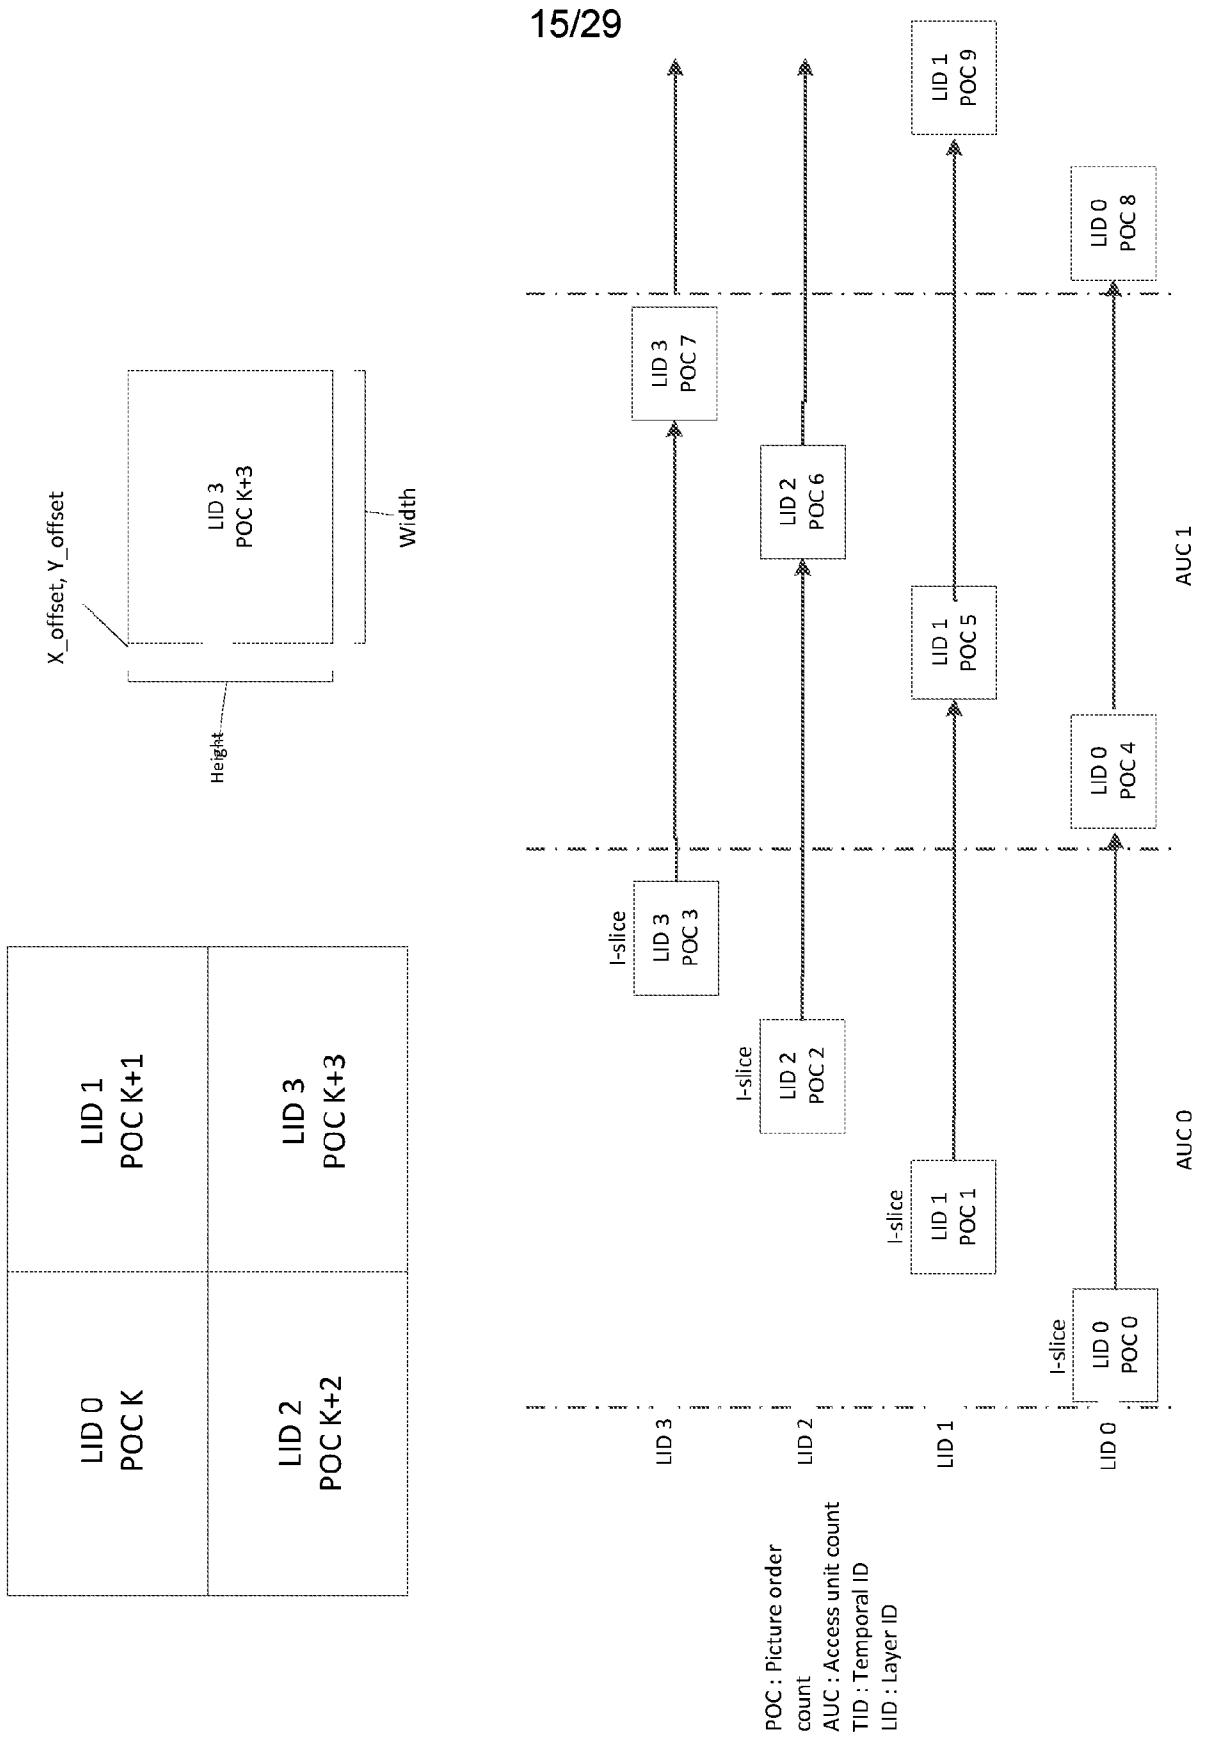 15/29
LID 0
POC K
LID 1
POC K+1
LID 2
POC K+2
LID 3
POC K+3
X_offset, Y_offset
Height
LID 3
POC K+3
Width
LID 3
I-slice
LID 3
POC 3
LID 3
POC 7
LID 2
I-slice
LID 2
POC 2
LID 2
POC 6
LID 1
I-slice
LID 1
POC 1
LID 1
POC 5
LID 1
POC 9
LID 0
I-slice
LID 0
POC 0
LID 0
POC 4
LID 0
POC 8
AUC 0
AUC 1
POC : Picture order
count
AUC : Access unit count
TID : Temporal ID
LID : Layer ID